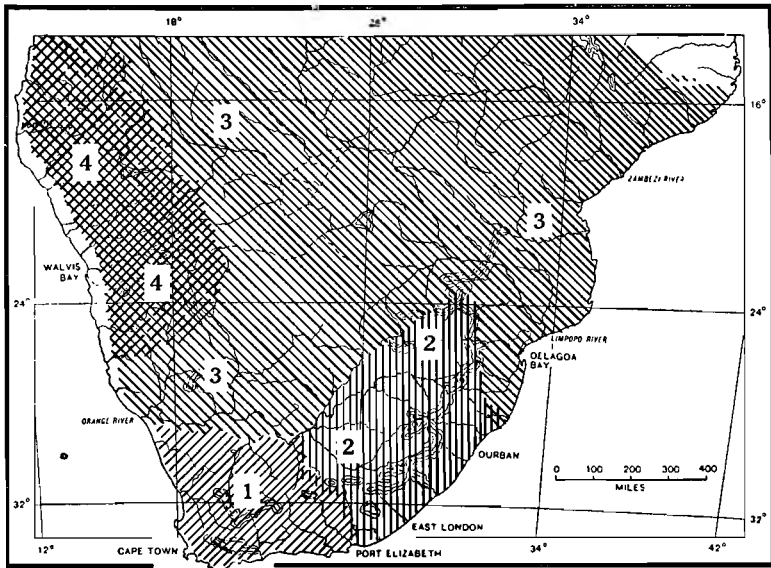 18° 26° 34°
16°
3
4
ZAMBEZI RIVER
3
WALVIS BAY
4
24° 24°
2
LIMPOPO RIVER
DELAGOA BAY
3
ORANGE RIVER
2
DURBAN
0 100 200 300 400
MILES
1
32° 32°
EAST LONDON
12° CAPE TOWN PORT ELIZABETH 34° 42°